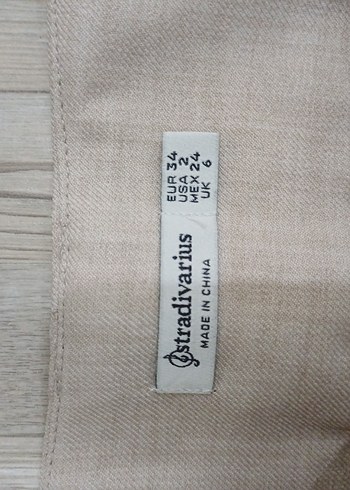 stradivarius
MADE IN CHINA
EUR 34
USA 2
MEX 24
UK 6